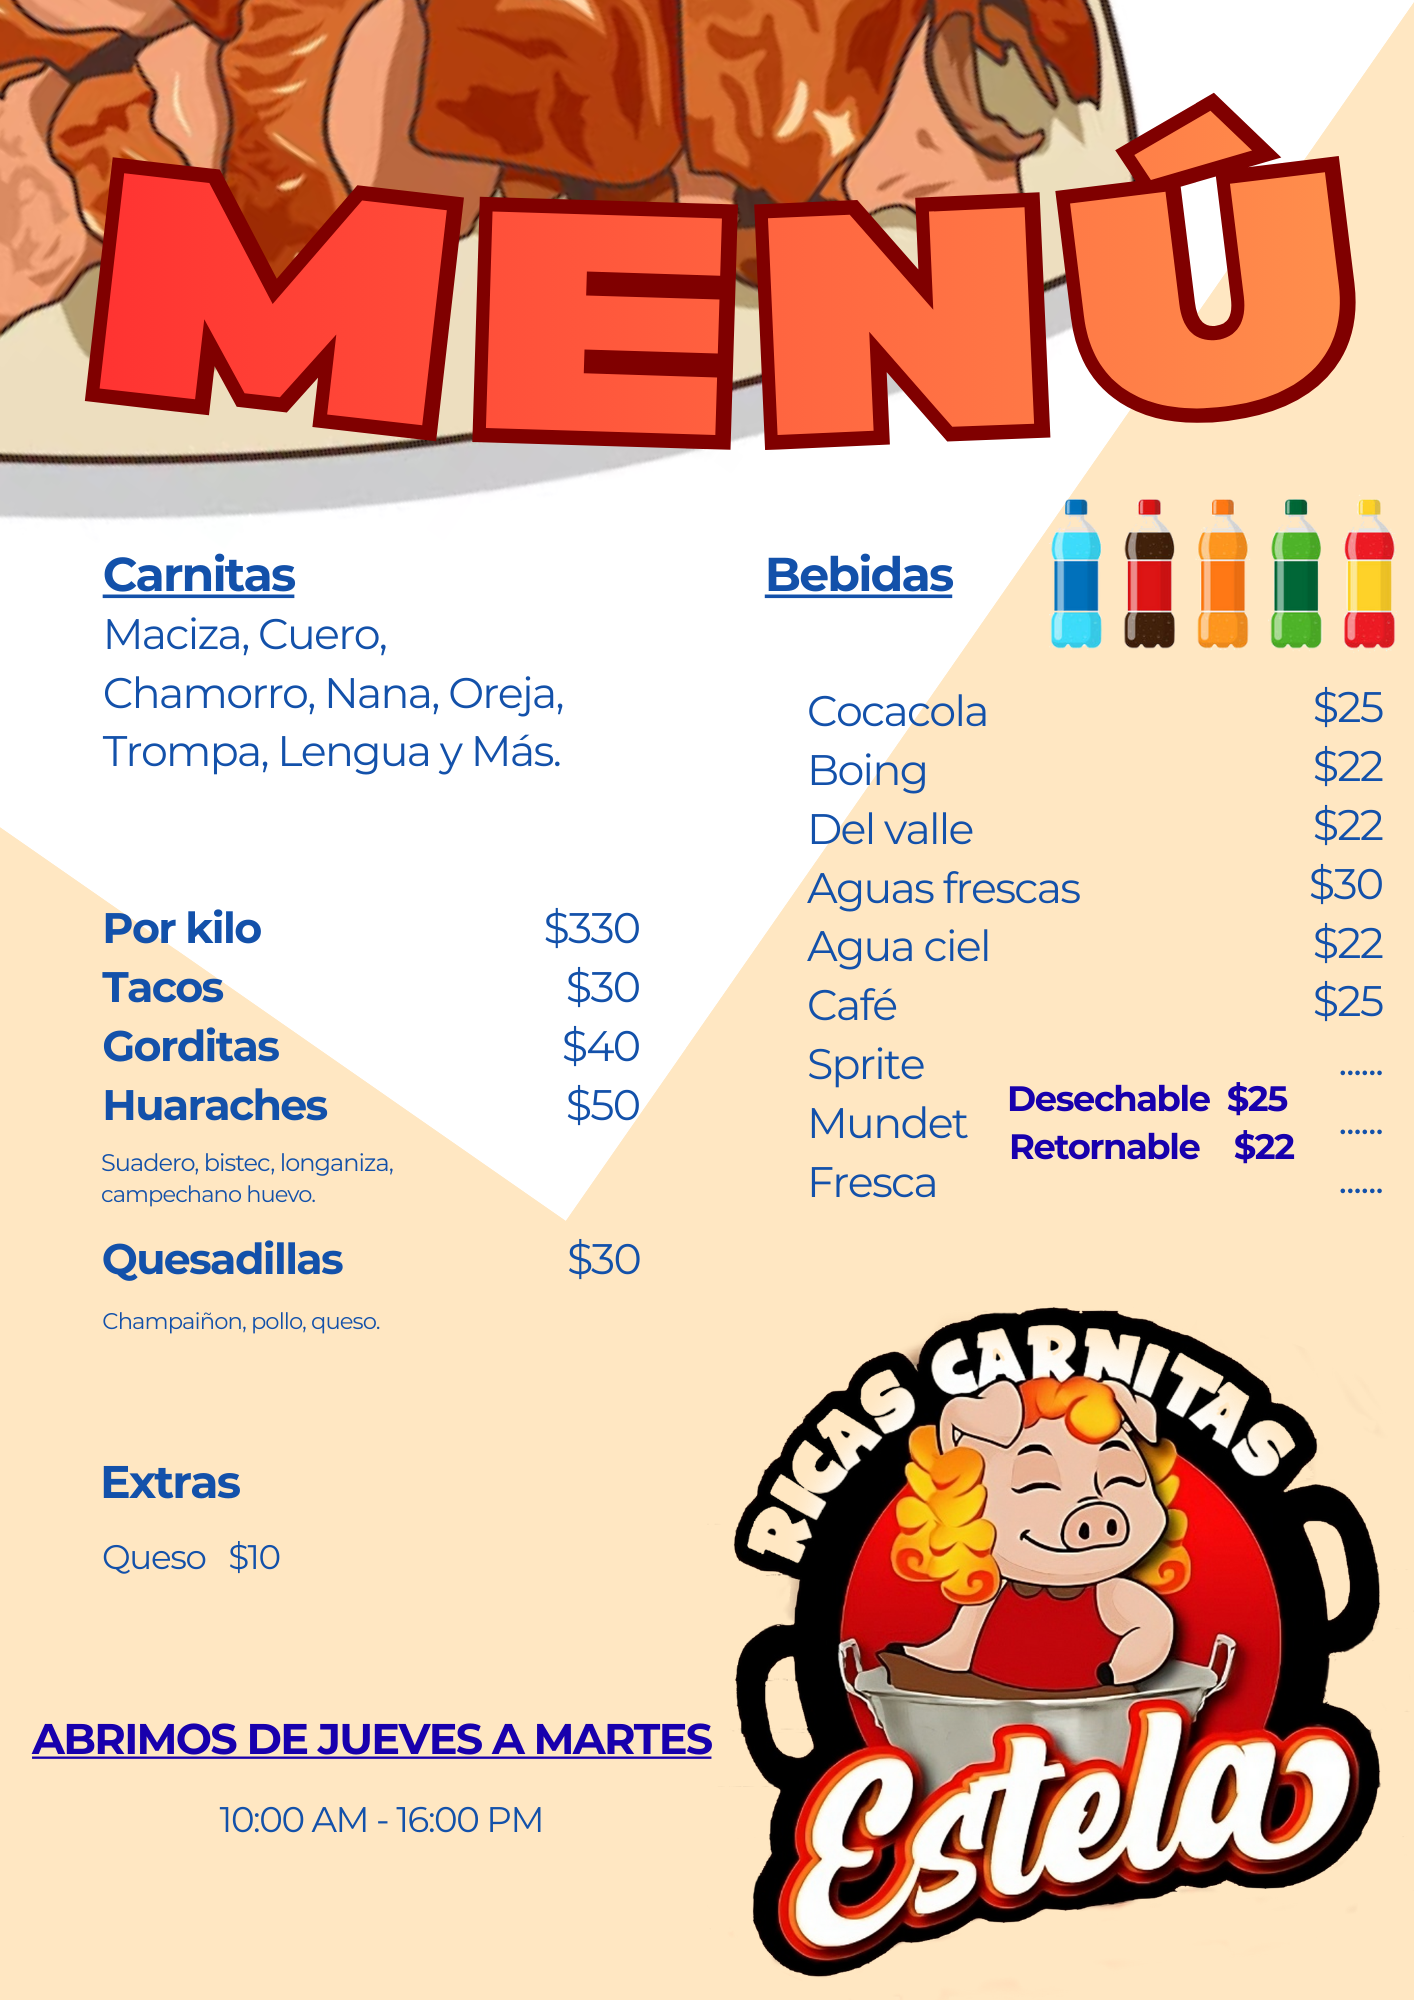 MENÚ
Carnitas
Maciza, Cuero,
Chamorro, Nana, Oreja,
Trompa, Lengua y Más.
Por kilo $330
Tacos $30
Gorditas $40
Huaraches $50
Suadero, bistec, longaniza,
campechano huevo.
Quesadillas $30
Champaiñon, pollo, queso.
Extras
Queso $10
ABRIMOS DE JUEVES A MARTES
10:00 AM - 16:00 PM
Bebidas
Cocacola $25
Boing $22
Del valle $22
Aguas frescas $30
Agua ciel $22
Café $25
Sprite ......
Desechable $25
Mundet ......
Retornable $22
Fresca ......
RICAS CARNITAS
Estela